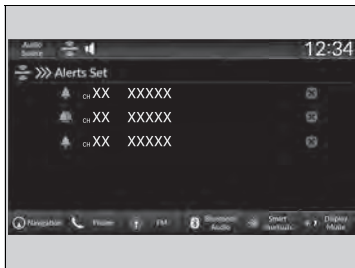 Audio Source 12:34
Alerts Set
CH XX XXXXX
CH XX XXXXX
CH XX XXXXX
Navigation Phone FM Bluetooth Audio Smart Shortcuts Display Mode